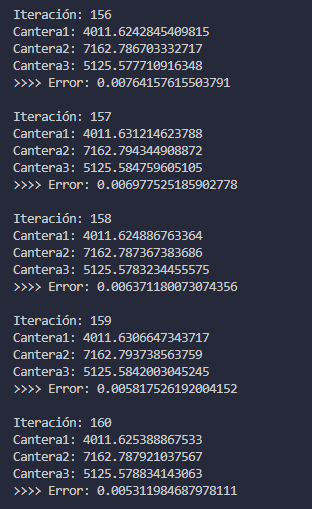 Iteración: 156
Cantera1: 4011.6242845409815
Cantera2: 7162.786703332717
Cantera3: 5125.577710916348
>>>> Error: 0.00764157615503791
Iteración: 157
Cantera1: 4011.631214623788
Cantera2: 7162.794344908872
Cantera3: 5125.584759605105
>>>> Error: 0.006977525185902778
Iteración: 158
Cantera1: 4011.624886763364
Cantera2: 7162.787367383686
Cantera3: 5125.5783234455575
>>>> Error: 0.006371180073074356
Iteración: 159
Cantera1: 4011.6306647343717
Cantera2: 7162.793738563759
Cantera3: 5125.5842003045245
>>>> Error: 0.005817526192004152
Iteración: 160
Cantera1: 4011.625388867533
Cantera2: 7162.787921037567
Cantera3: 5125.578834143063
>>>> Error: 0.005311984687978111